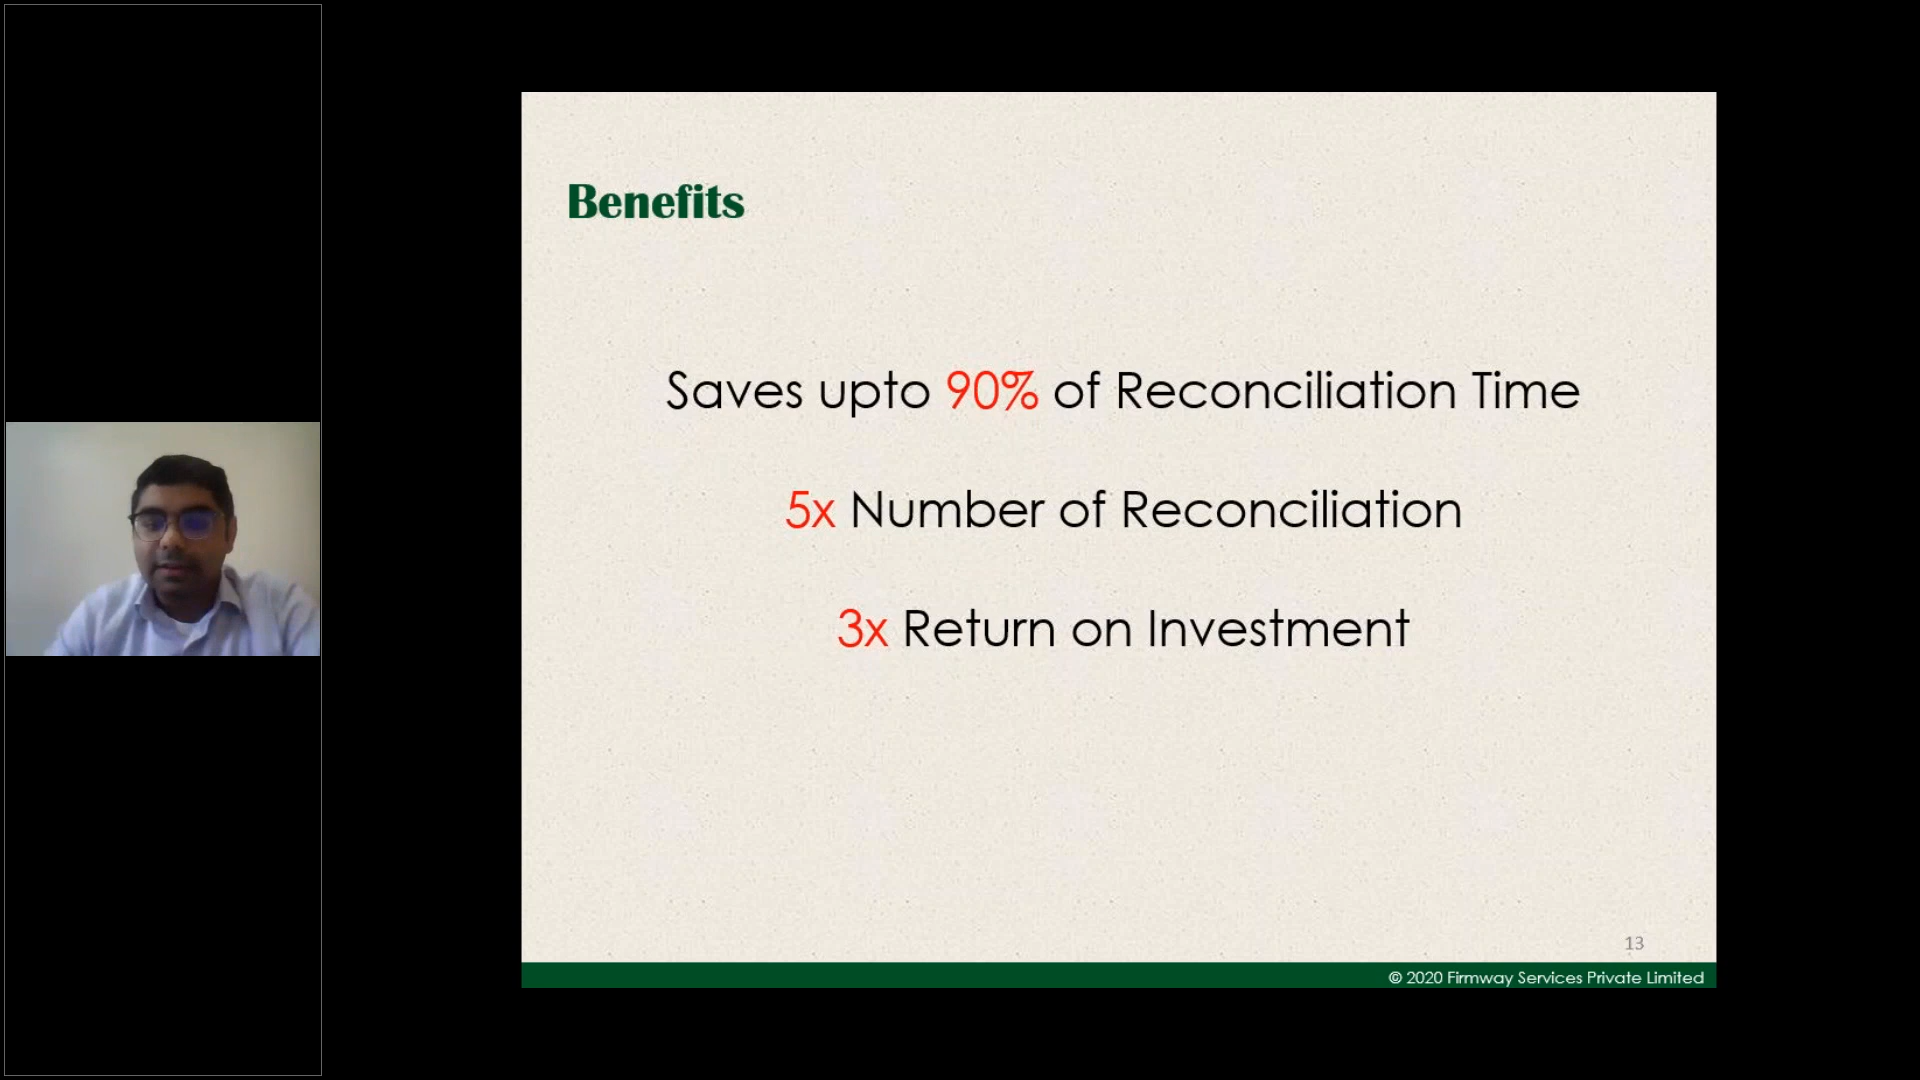 Benefits
Saves upto 90% of Reconciliation Time
5x Number of Reconciliation
3x Return on Investment
13
© 2020 Firmway Services Private Limited